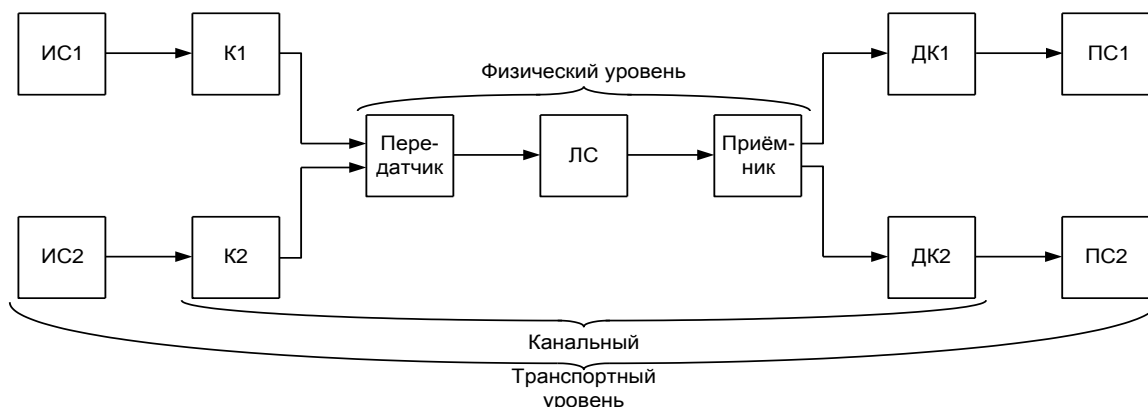 ИС1
К1
ДК1
ПС1
Физический уровень
Пере-
датчик
ЛС
Приём-
ник
ИС2
К2
ДК2
ПС2
Канальный
Транспортный
уровень